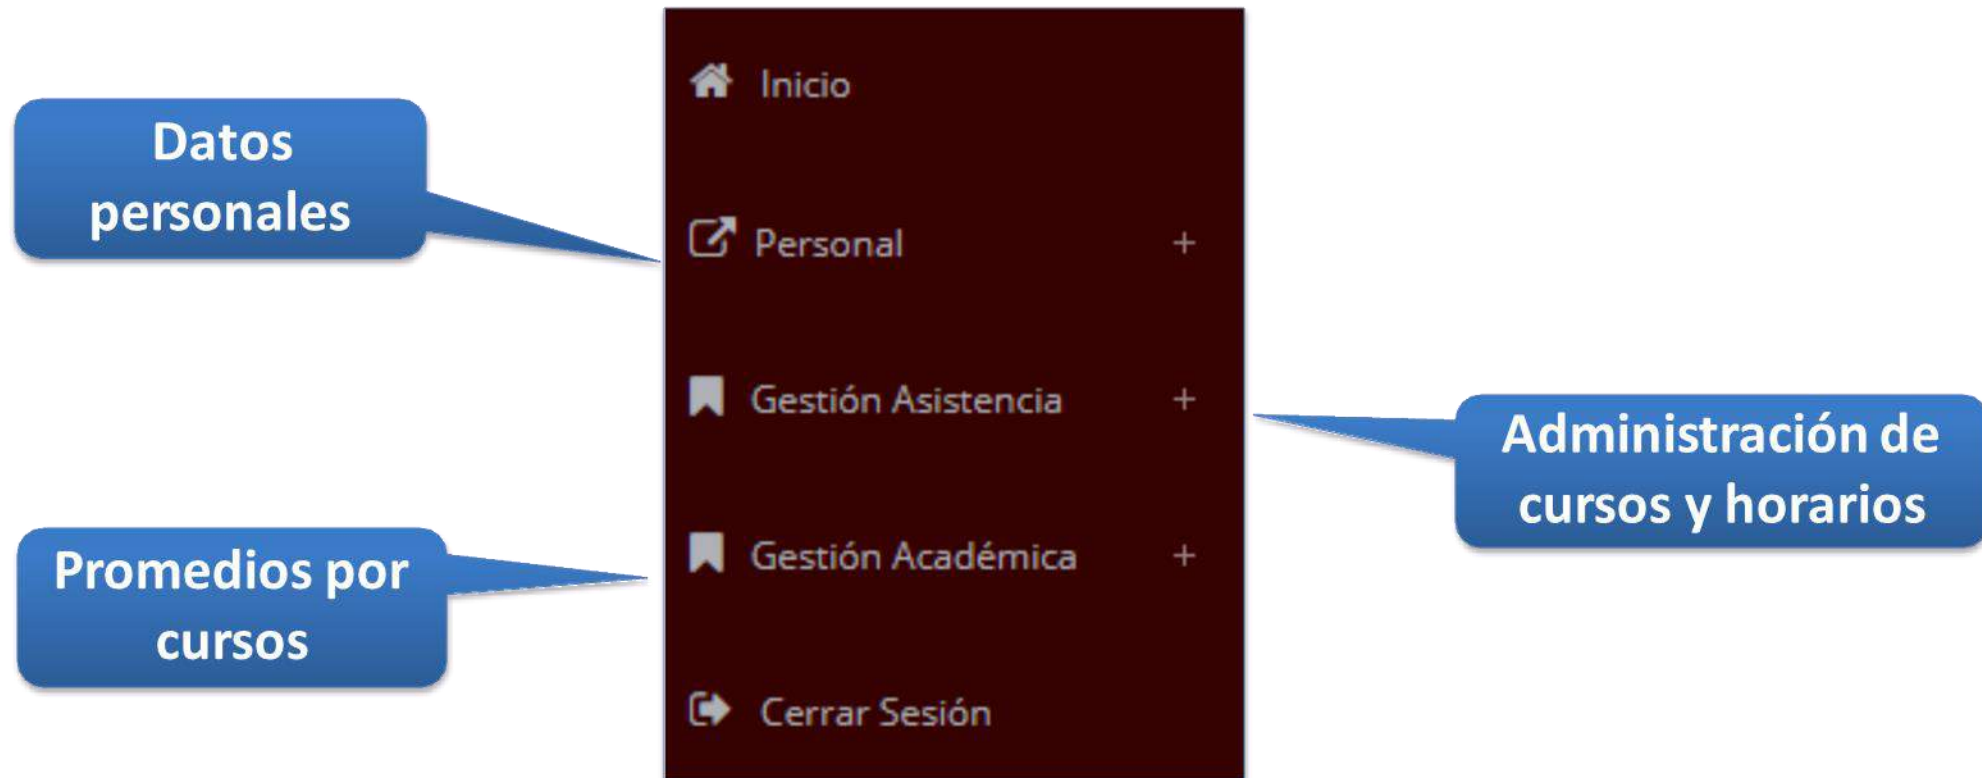 Inicio
Datos
personales
Personal +
Gestión Asistencia +
Administración de
cursos y horarios
Promedios por
cursos
Gestión Académica +
Cerrar Sesión